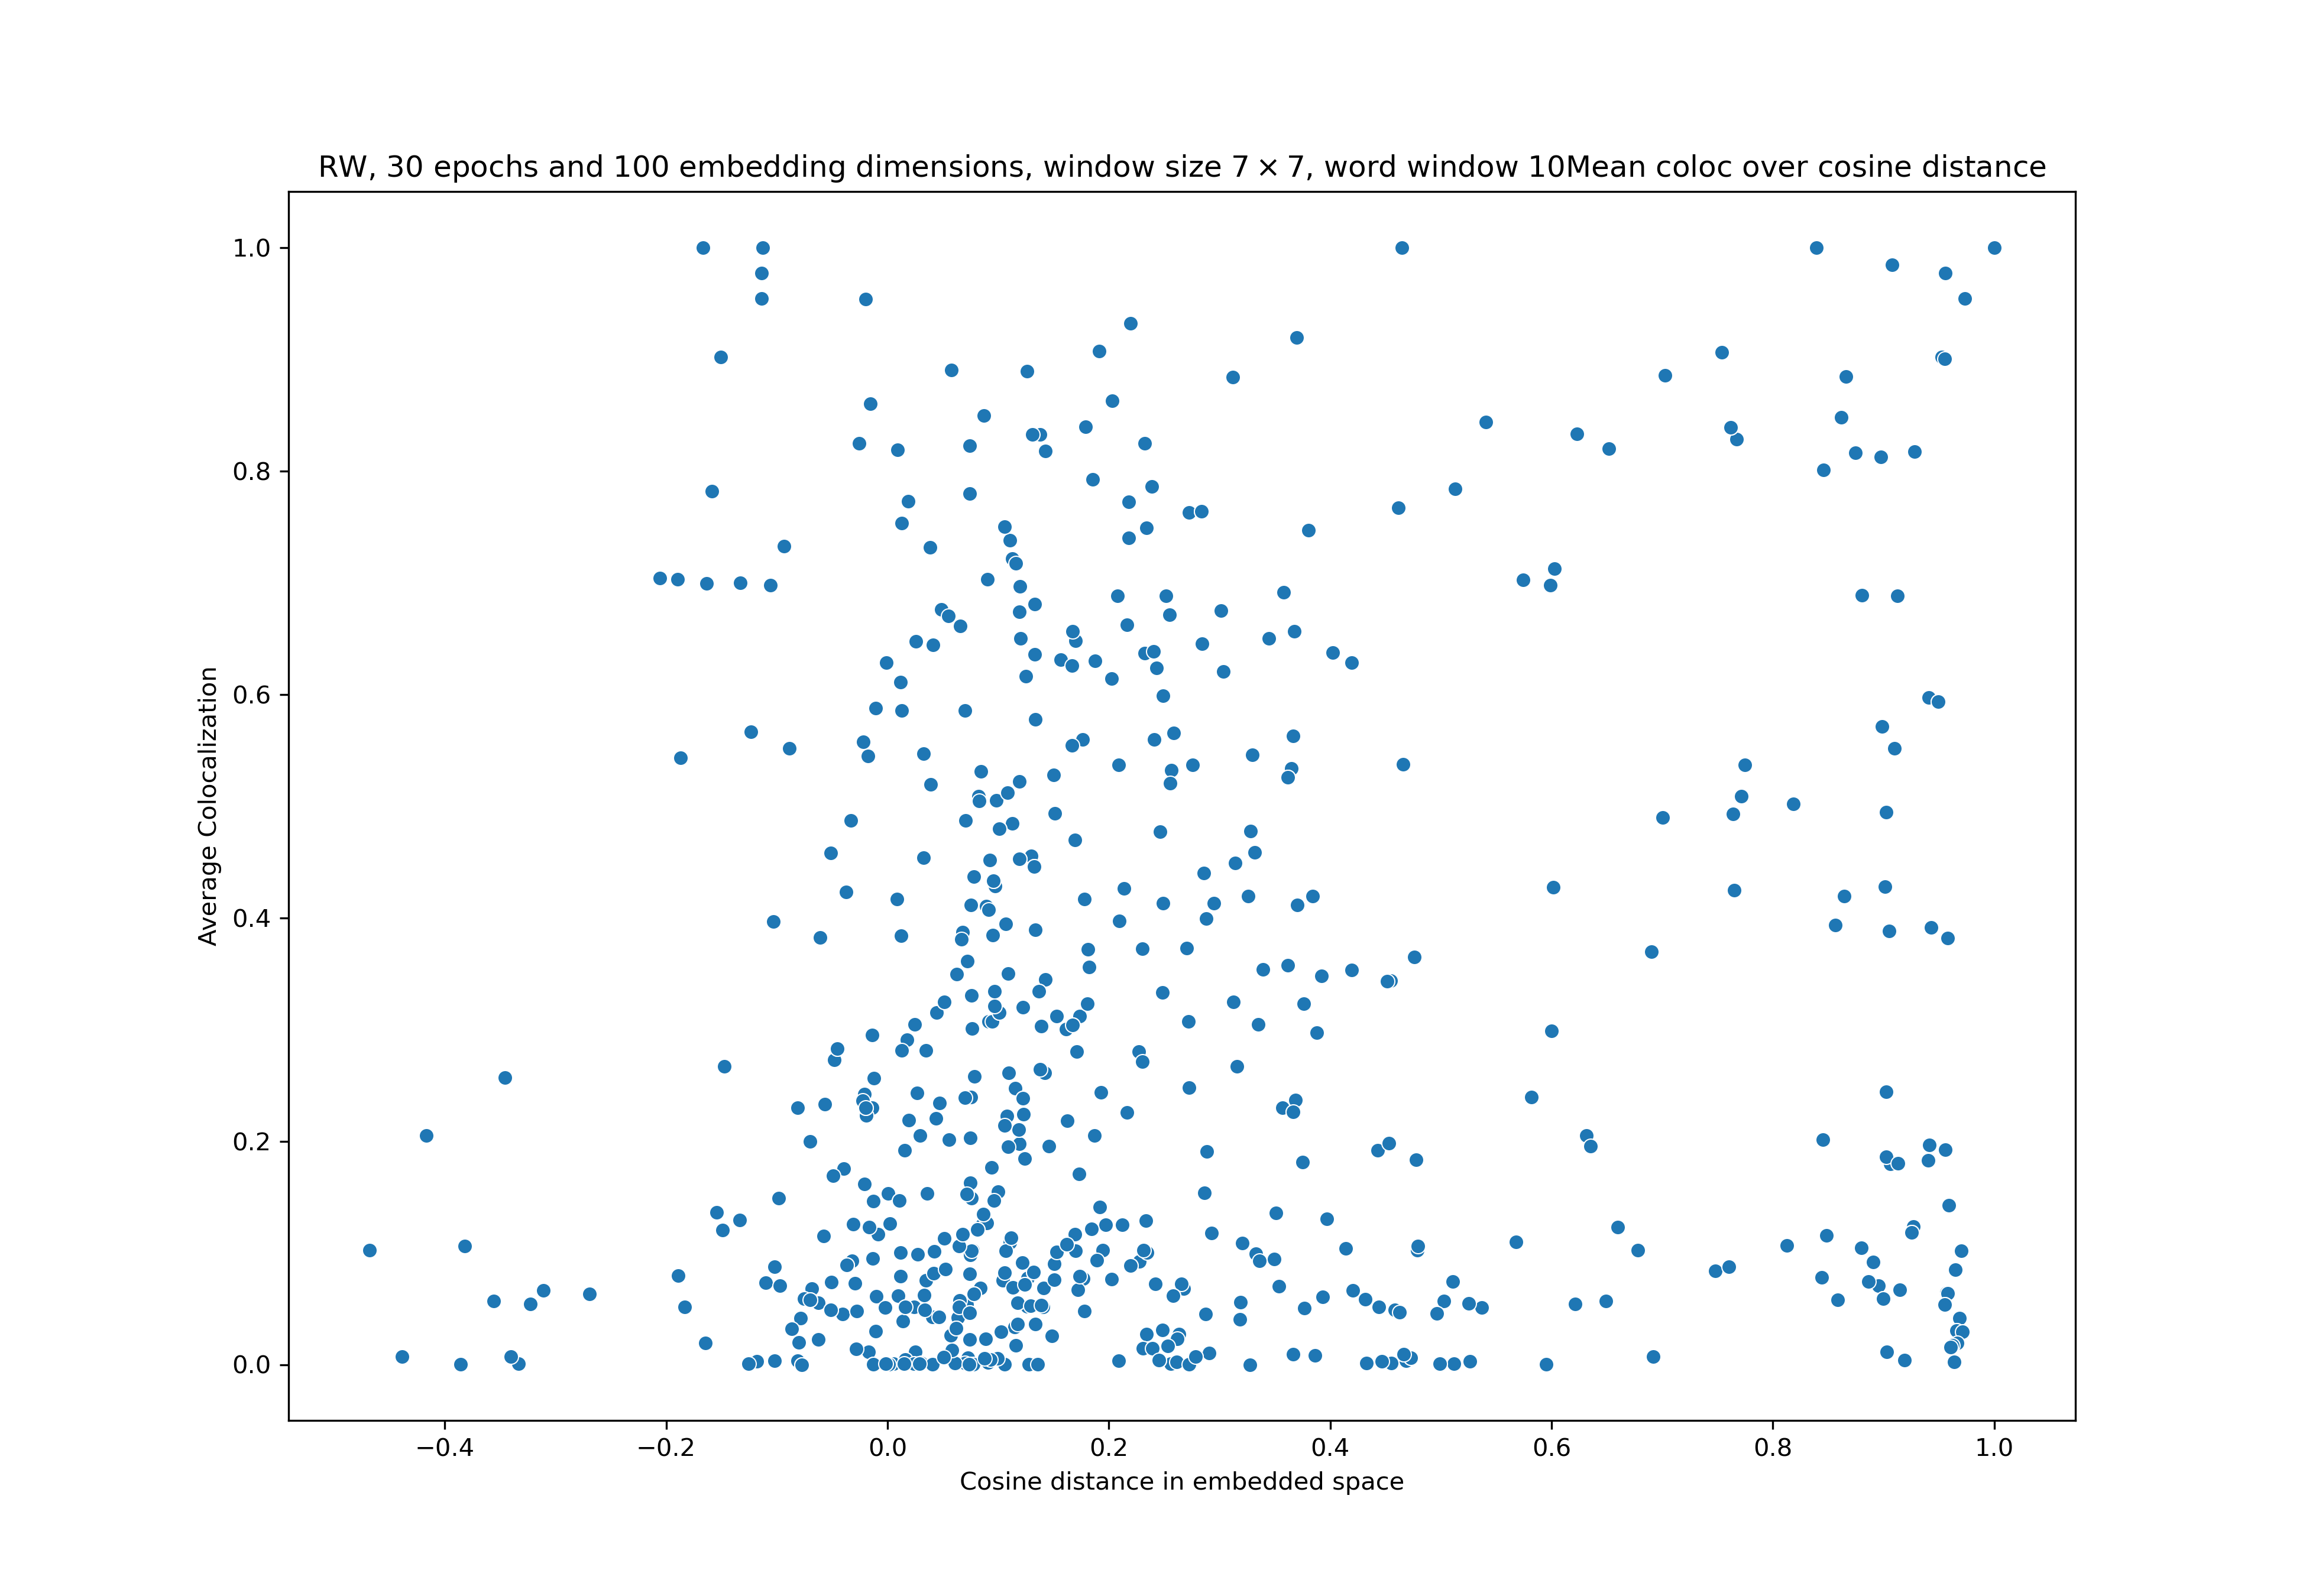 RW, 30 epochs and 100 embedding dimensions, window size 7 × 7, word window 10Mean coloc over cosine distance
1.0
0.8
0.6
0.4
0.2
0.0
Average Colocalization
−0.4 −0.2 0.0 0.2 0.4 0.6 0.8 1.0
Cosine distance in embedded space